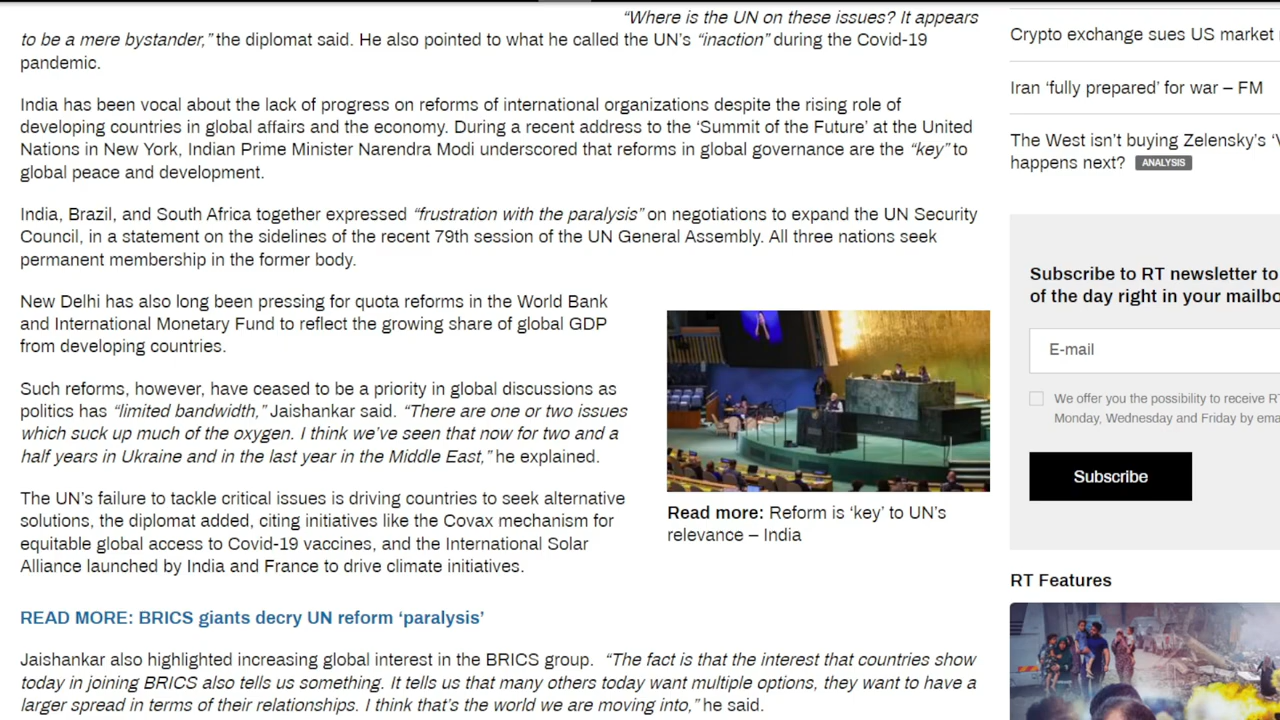 “Where is the UN on these issues? It appears
to be a mere bystander,” the diplomat said. He also pointed to what he called the UN’s “inaction” during the Covid-19
pandemic.
India has been vocal about the lack of progress on reforms of international organizations despite the rising role of
developing countries in global affairs and the economy. During a recent address to the ‘Summit of the Future’ at the United
Nations in New York, Indian Prime Minister Narendra Modi underscored that reforms in global governance are the “key” to
global peace and development.
India, Brazil, and South Africa together expressed “frustration with the paralysis” on negotiations to expand the UN Security
Council, in a statement on the sidelines of the recent 79th session of the UN General Assembly. All three nations seek
permanent membership in the former body.
New Delhi has also long been pressing for quota reforms in the World Bank
and International Monetary Fund to reflect the growing share of global GDP
from developing countries.
Such reforms, however, have ceased to be a priority in global discussions as
politics has “limited bandwidth,” Jaishankar said. “There are one or two issues
which suck up much of the oxygen. I think we’ve seen that now for two and a
half years in Ukraine and in the last year in the Middle East,” he explained.
The UN’s failure to tackle critical issues is driving countries to seek alternative
solutions, the diplomat added, citing initiatives like the Covax mechanism for
equitable global access to Covid-19 vaccines, and the International Solar
Alliance launched by India and France to drive climate initiatives.
Read more: Reform is ‘key’ to UN’s
relevance – India
READ MORE: BRICS giants decry UN reform ‘paralysis’
Jaishankar also highlighted increasing global interest in the BRICS group. “The fact is that the interest that countries show
today in joining BRICS also tells us something. It tells us that many others today want multiple options, they want to have a
larger spread in terms of their relationships. I think that’s the world we are moving into,” he said.
Crypto exchange sues US market
Iran ‘fully prepared’ for war – FM
The West isn’t buying Zelensky’s
happens next? ANALYSIS
Subscribe to RT newsletter to
of the day right in your
E-mail
We offer you the possibility to receive
Monday, Wednesday and Friday by
Subscribe
RT Features